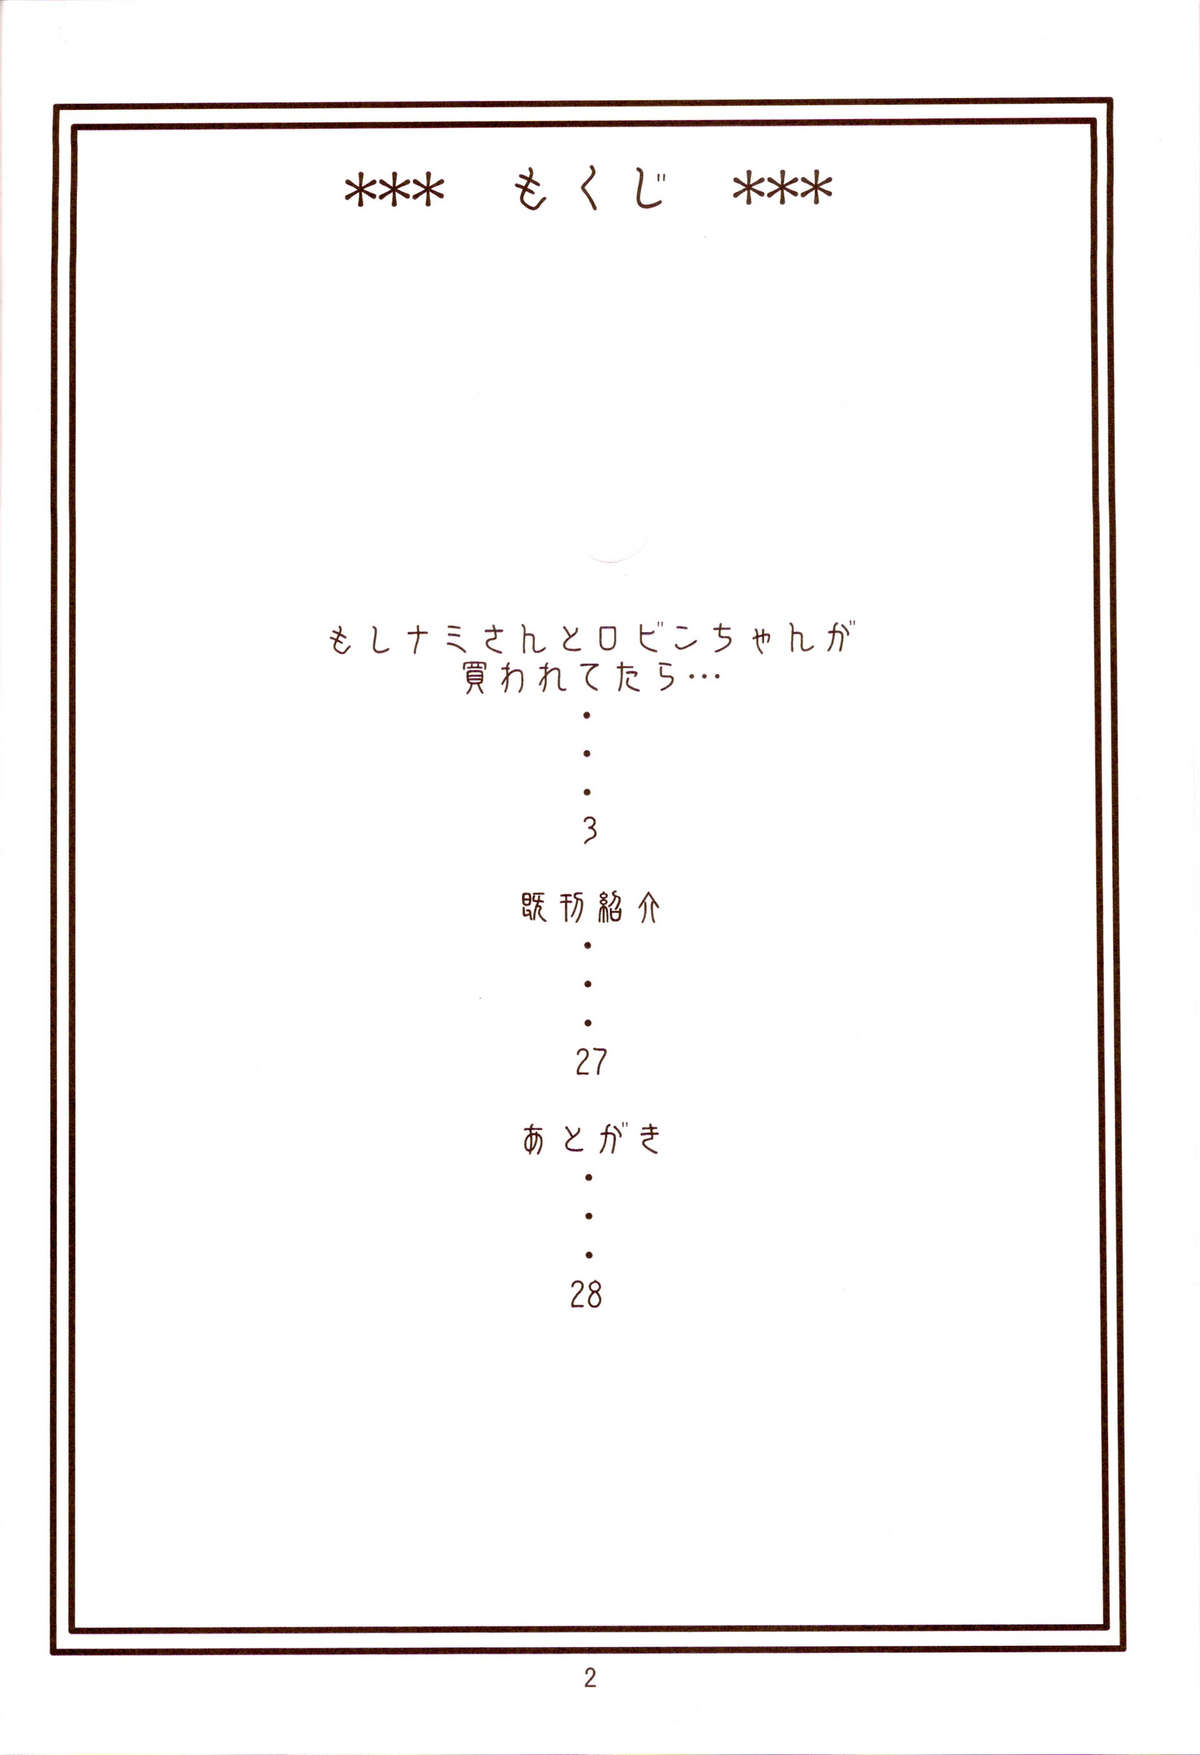 *** もくじ ***
もしナミさんとロビンちゃんが
買われてたら…
・
・
・
3
既刊紹介
・
・
・
27
あとがき
・
・
・
28
2